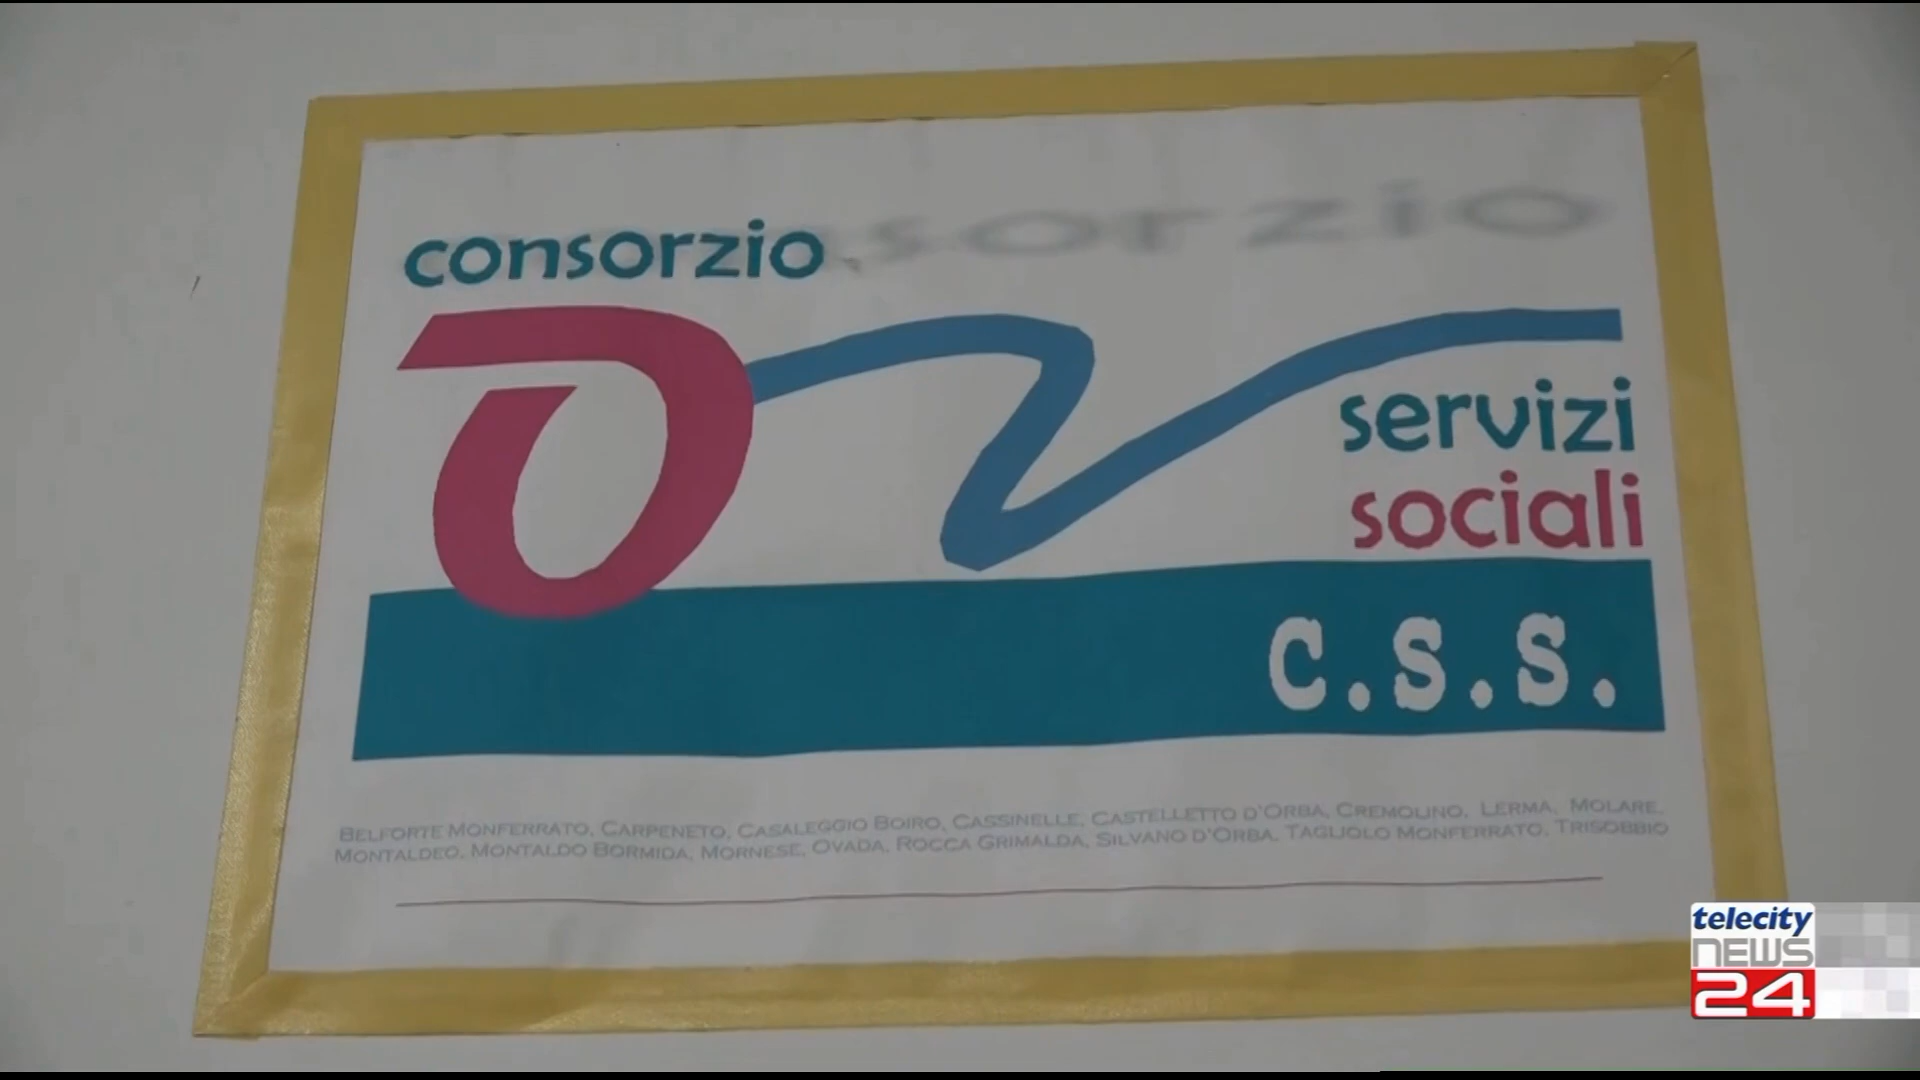 consorzio
servizi
sociali
C.S.S.
BELFORTE MONFERRATO, CARPENETO, CASALEGGIO BOIRO, CASSINELLE, CASTELLETTO D'ORBA, CREMOLINO, LERMA, MOLARE,
MONTALDEO, MONTALDO BORMIDA, MORNESE, OVADA, ROCCA GRIMALDA, SILVANO D'ORBA, TAGLIOLO MONFERRATO, TRISOBBIO
telecity
NEWS
24